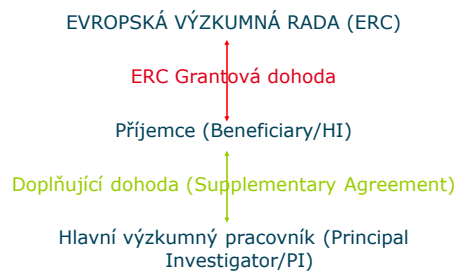 EVROPSKÁ VÝZKUMNÁ RADA (ERC)
ERC Grantová dohoda
Příjemce (Beneficiary/HI)
Doplňující dohoda (Supplementary Agreement)
Hlavní výzkumný pracovník (Principal
Investigator/PI)